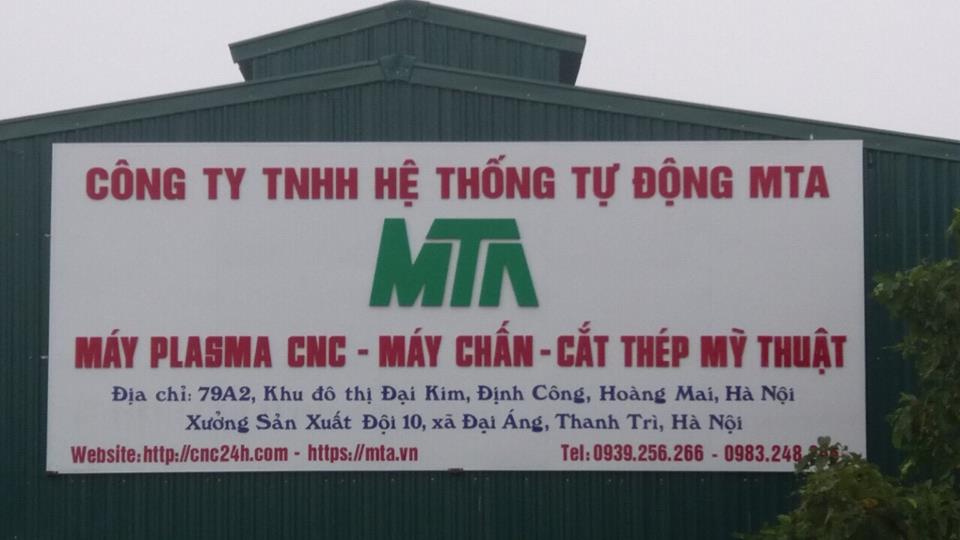 CÔNG TY TNHH HỆ THỐNG TỰ ĐỘNG MTA
MTA
MÁY PLASMA CNC - MÁY CHẤN - CẮT THÉP MỸ THUẬT
Địa chỉ: 79A2, Khu đô thị Đại Kim, Định Công, Hoàng Mai, Hà Nội
Xưởng Sản Xuất Đội 10, xã Đại Áng, Thanh Trì, Hà Nội
Website: http://cnc24h.com - https://mta.vn
Tel: 0939.256.266 - 0983.248.